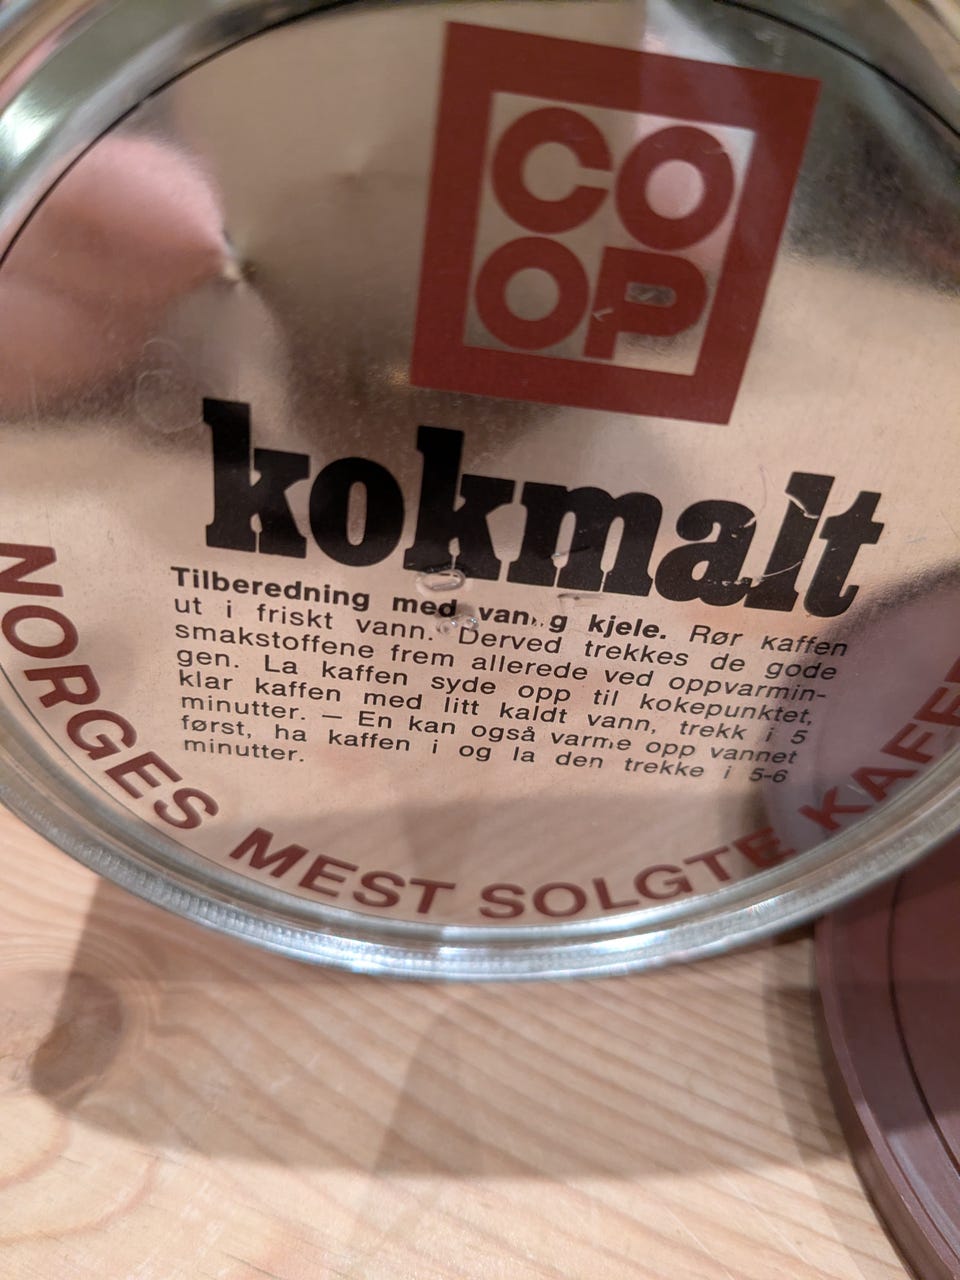 CO
OP
kokmalt
Tilberedning med kjele. Rør kaffen
ut i friskt vann. Derved trekkes de gode
smakstoffene frem allerede ved oppvarmin-
gen. La kaffen syde opp til kokepunktet,
klar kaffen med litt kaldt vann, trekk i 5
minutter. — En kan også varme opp vannet
først, ha kaffen i og la den trekke i 5-6
minutter.
NORGES MEST SOLGTE